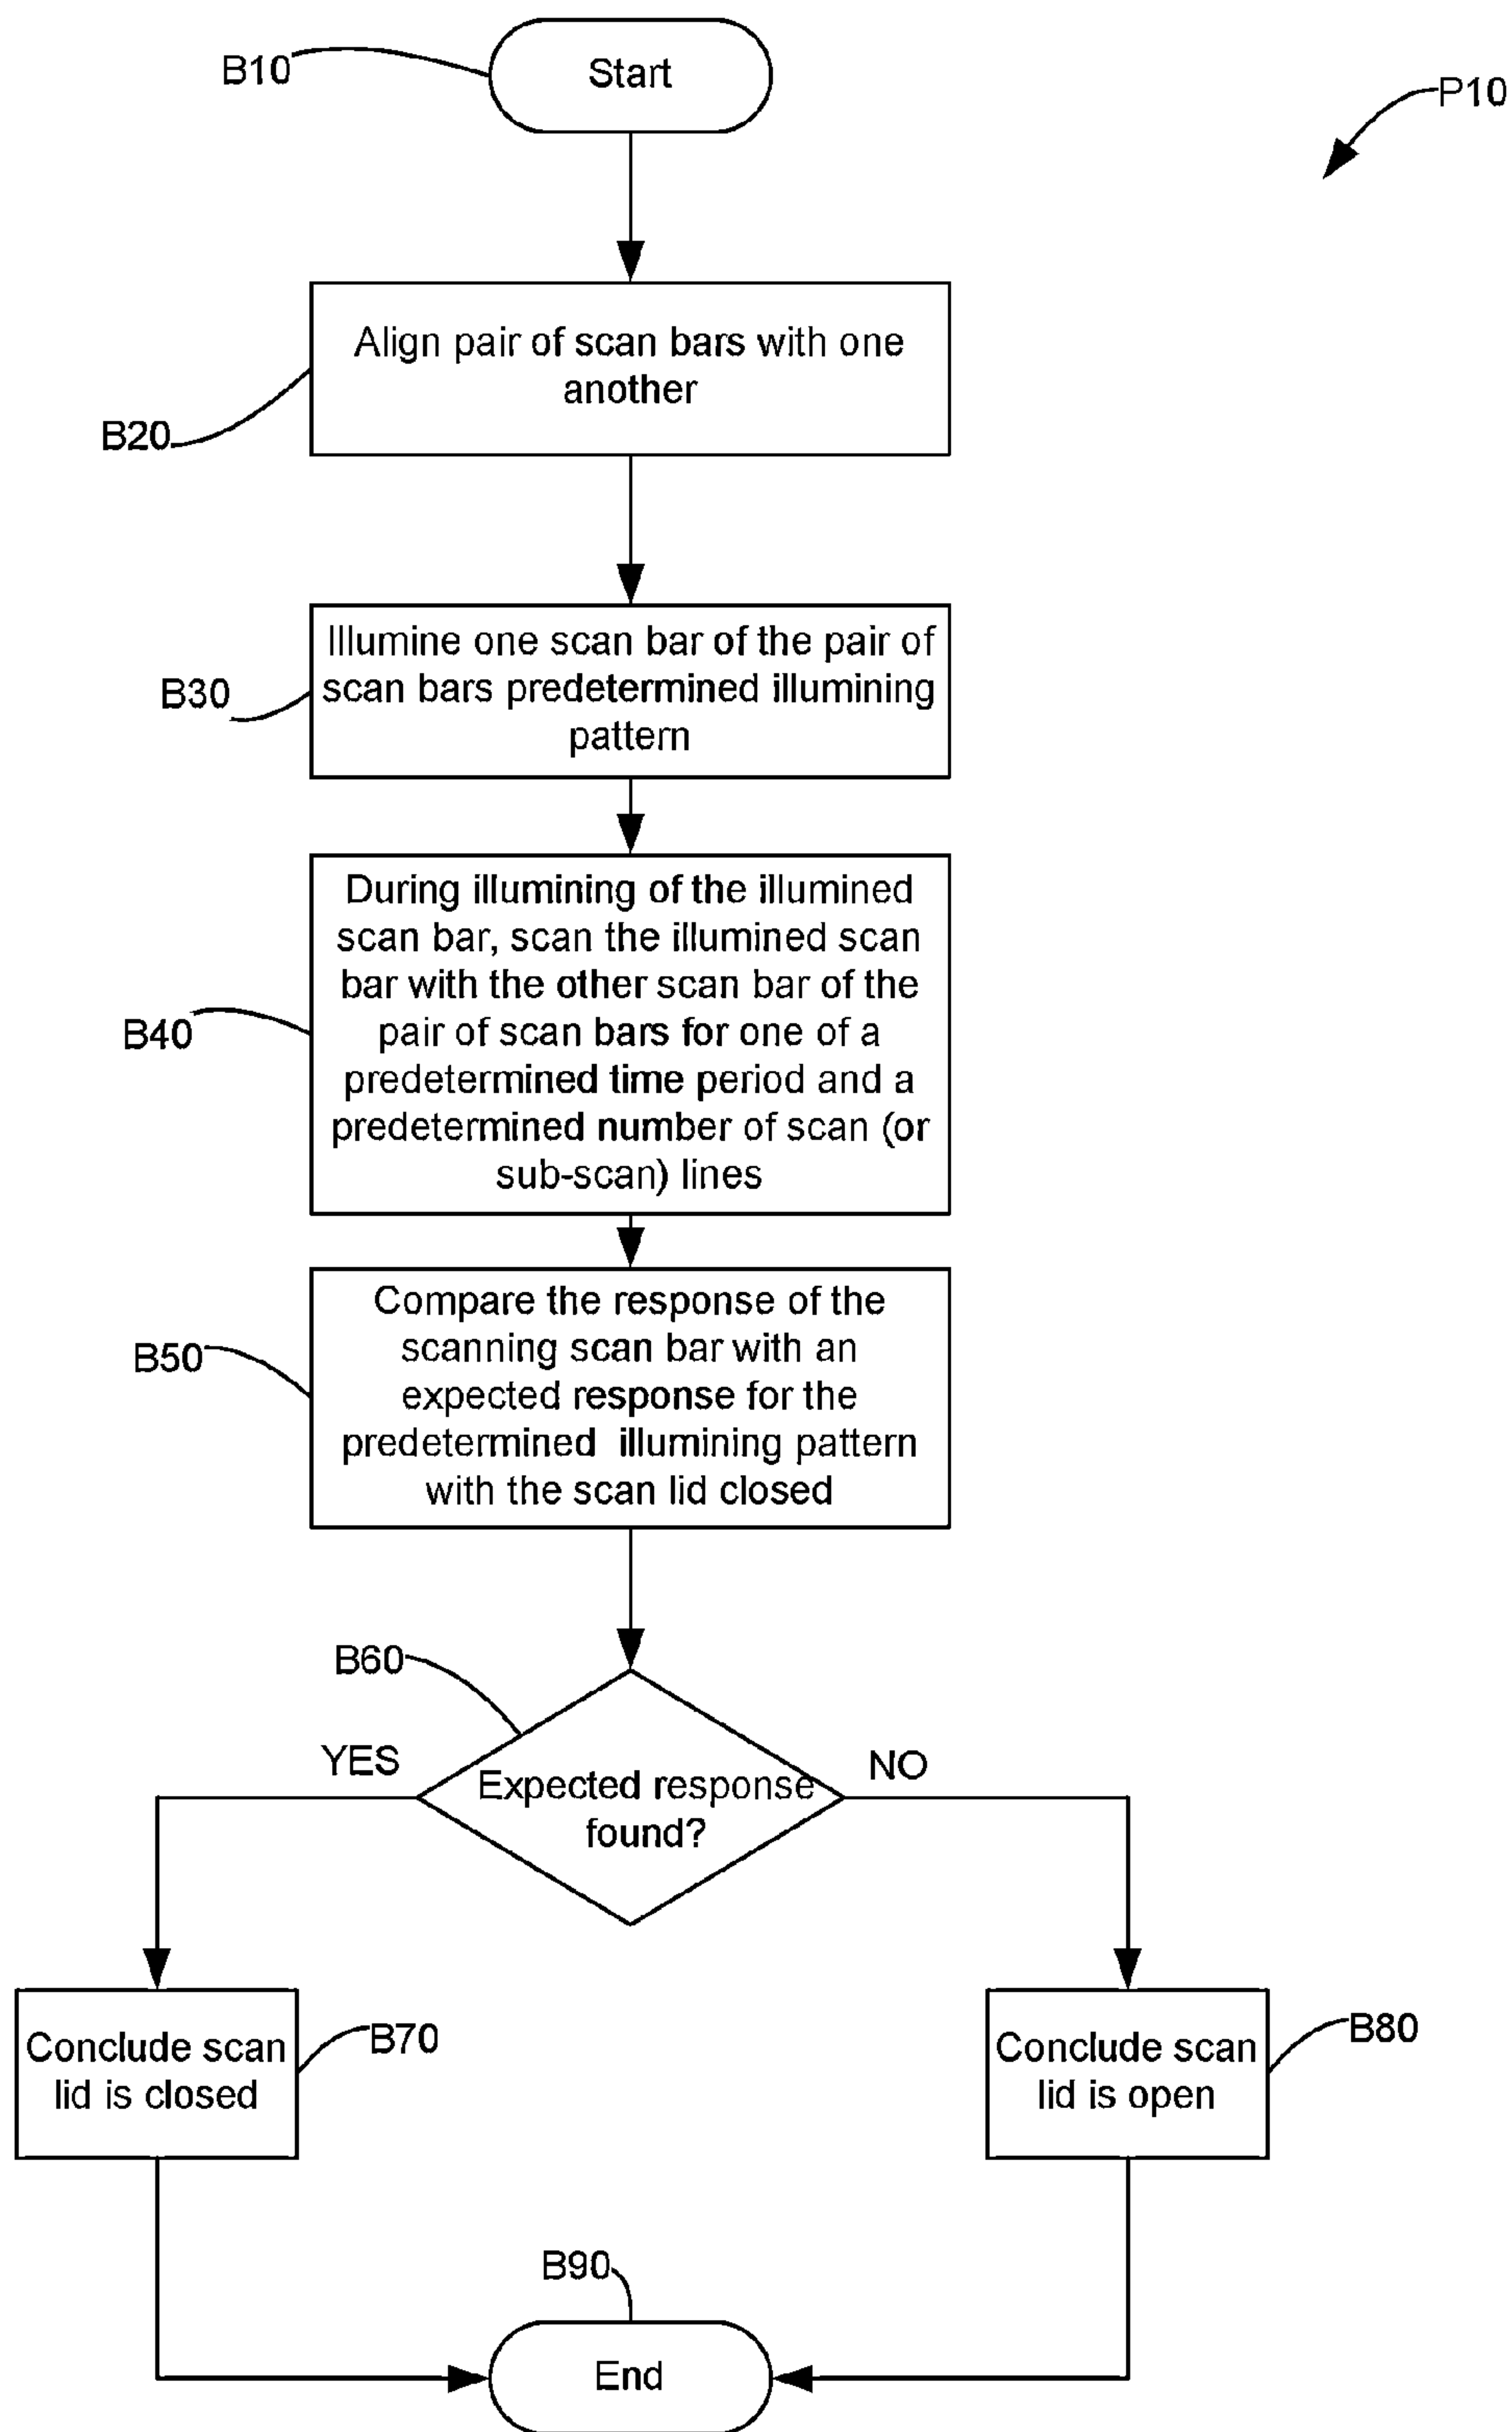 B10
Start
P10
Align pair of scan bars with one
another
B20
Illumine one scan bar of the pair of
scan bars predetermined illumining
pattern
B30
During illumining of the illumined
scan bar, scan the illumined scan
bar with the other scan bar of the
pair of scan bars for one of a
predetermined time period and a
predetermined number of scan (or
sub-scan) lines
B40
Compare the response of the
scanning scan bar with an
expected response for the
predetermined illumining pattern
with the scan lid closed
B50
B60
YES
NO
Expected response
found?
Conclude scan
lid is closed
B70
Conclude scan
lid is open
B80
B90
End